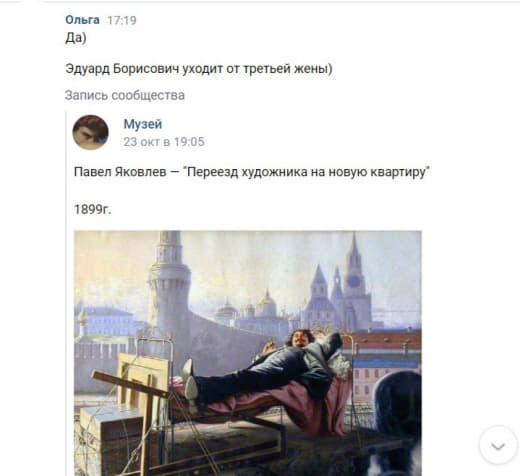 Ольга 17:19
Да)
Эдуард Борисович уходит от третьей жены)
Запись сообщества
Музей
23 окт в 19:05
Павел Яковлев — "Переезд художника на новую квартиру"
1899г.